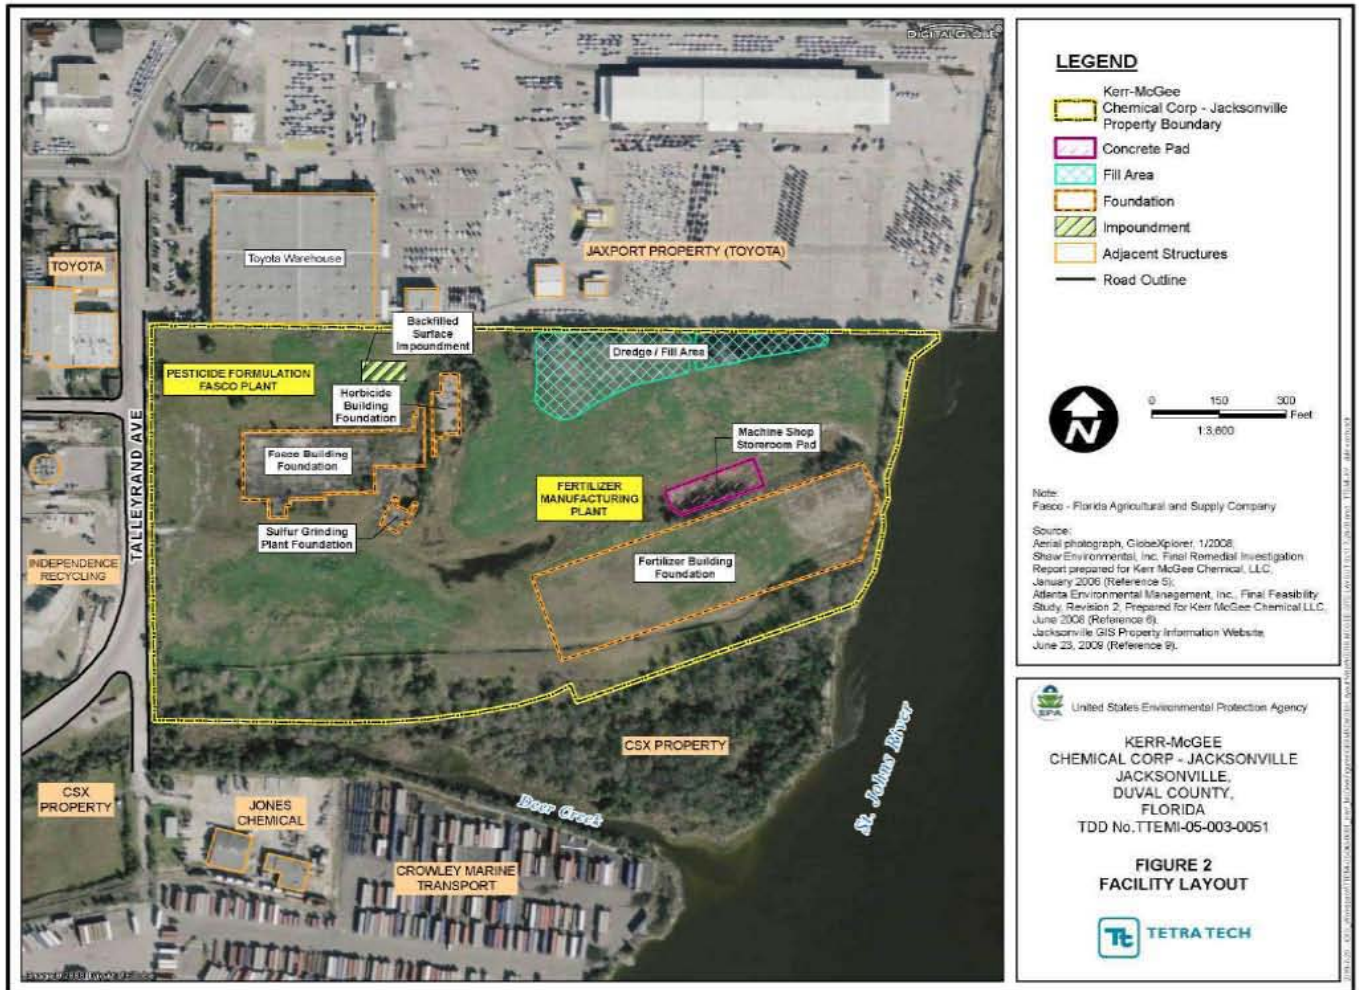 DIGITALGLOBE
TOYOTA
Toyota Warehouse
JAXPORT PROPERTY (TOYOTA)
Backfilled
Surface
Impoundment
PESTICIDE FORMULATION
FASCO PLANT
Dredge / Fill Area
Herbicide
Building
Foundation
TALLEYRAND AVE
Fasco Building
Foundation
Machine Shop
Storeroom Pad
FERTILIZER
MANUFACTURING
PLANT
Sulfur Grinding
Plant Foundation
INDEPENDENCE
RECYCLING
Fertilizer Building
Foundation
CSX PROPERTY
St. Johns River
CSX
PROPERTY
JONES
CHEMICAL
Deer Creek
CROWLEY MARINE
TRANSPORT
LEGEND
Kerr-McGee
Chemical Corp - Jacksonville
Property Boundary
Concrete Pad
Fill Area
Foundation
Impoundment
Adjacent Structures
Road Outline
N
0 150 300
Feet
1:3,600
Note:
Fasco - Florida Agricultural and Supply Company
Source:
Aerial photograph, GlobeXplorer, 1/2008;
Shaw Environmental, Inc. Final Remedial Investigation
Report prepared for Kerr McGee Chemical, LLC.
January 2006 (Reference 5);
Atlanta Environmental Management, Inc., Final Feasibility
Study, Revision 2, Prepared for Kerr McGee Chemical LLC.
June 2008 (Reference 6).
Jacksonville GIS Property Information Website,
June 23, 2009 (Reference 9).
EPA
United States Environmental Protection Agency
KERR-McGEE
CHEMICAL CORP - JACKSONVILLE
JACKSONVILLE,
DUVAL COUNTY,
FLORIDA
TDD No.TTEMI-05-003-0051
FIGURE 2
FACILITY LAYOUT
Tt
TETRA TECH